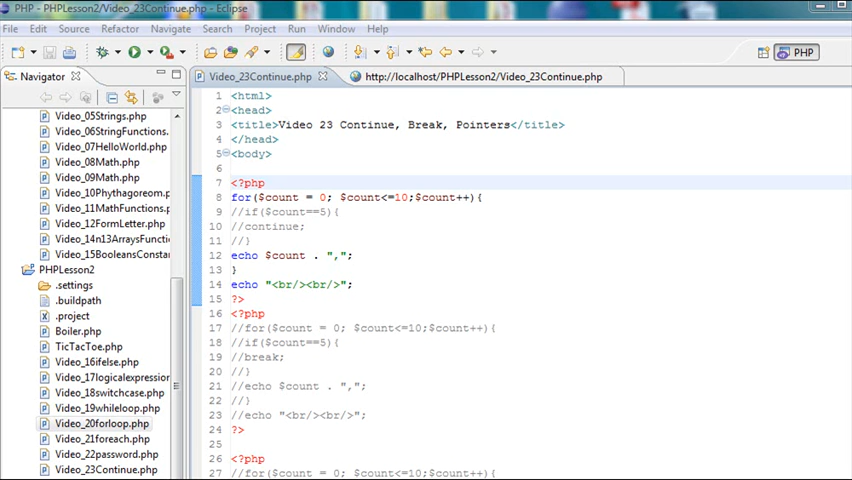 PHP - PHPLesson2/Video_23Continue.php - Eclipse
File Edit Source Refactor Navigate Search Project Run Window Help
PHP
Navigator
Video_23Continue.php
http://localhost/PHPLesson2/Video_23Continue.php
Video_05Strings.php
Video_06StringFunctions.
Video_07HelloWorld.php
Video_08Math.php
Video_09Math.php
Video_10Phythagoreom.p
Video_11MathFunctions.p
Video_12FormLetter.php
Video_14n13ArraysFuncti
Video_15BooleansConsta
PHPLesson2
.settings
.buildpath
.project
Boiler.php
TicTacToe.php
Video_16ifelse.php
Video_17logicalexpression
Video_18switchcase.php
Video_19whileloop.php
Video_20forloop.php
Video_21foreach.php
Video_22password.php
Video_23Continue.php
1 <html>
2 <head>
3 <title>Video 23 Continue, Break, Pointers</title>
4 </head>
5 <body>
6
7 <?php
8 for($count = 0; $count<=10;$count++){
9 //if($count==5){
10 //continue;
11 //}
12 echo $count . ",";
13 }
14 echo "<br/><br/>";
15 ?>
16 <?php
17 //for($count = 0; $count<=10;$count++){
18 //if($count==5){
19 //break;
20 //}
21 //echo $count . ",";
22 //}
23 //echo "<br/><br/>";
24 ?>
25
26 <?php
27 //for($count = 0; $count<=10;$count++){